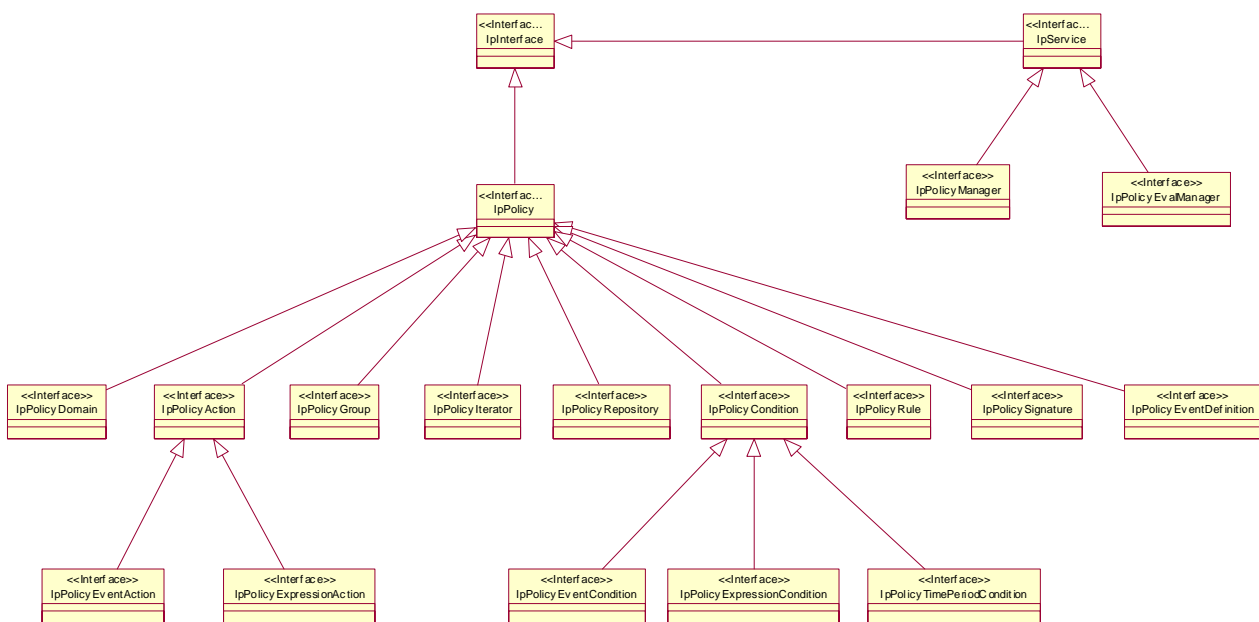 <<Interfac...
IpInterface
<<Interfac...
IpService
<<Interface>>
IpPolicyManager
<<Interface>>
IpPolicyEvalManager
<<Interfac...
IpPolicy
<<Interface>>
IpPolicyDomain
<<Interface>>
IpPolicyAction
<<Interface>>
IpPolicyGroup
<<Interface>>
IpPolicyIterator
<<Interface>>
IpPolicyRepository
<<Interface>>
IpPolicyCondition
<<Interface>>
IpPolicyRule
<<Interface>>
IpPolicySignature
<<Interface>>
IpPolicyEventDefinition
<<Interface>>
IpPolicyEventAction
<<Interface>>
IpPolicyExpressionAction
<<Interface>>
IpPolicyEventCondition
<<Interface>>
IpPolicyExpressionCondition
<<Interface>>
IpPolicyTimePeriodCondition